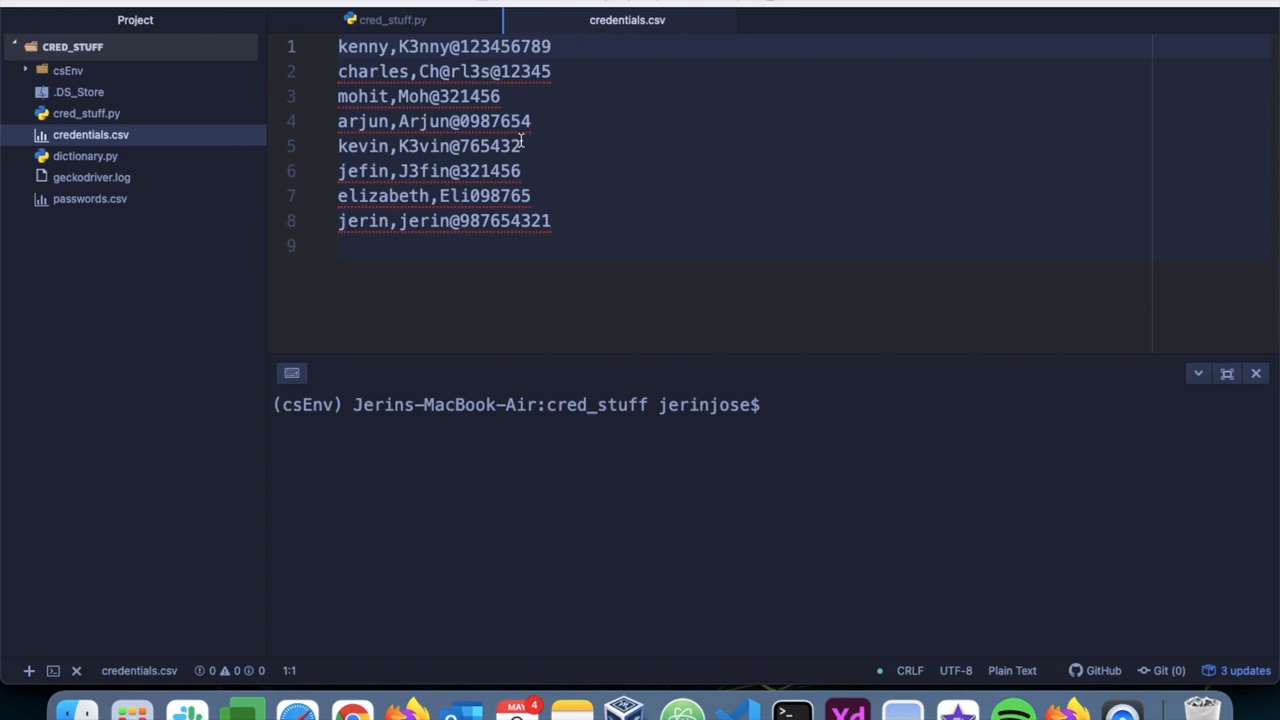 Project
cred_stuff.py
credentials.csv
CRED_STUFF
csEnv
.DS_Store
cred_stuff.py
credentials.csv
dictionary.py
geckodriver.log
passwords.csv
1 kenny,K3nny@123456789
2 charles,Ch@rl3s@12345
3 mohit,Moh@321456
4 arjun,Arjun@0987654
5 kevin,K3vin@765432
6 jefin,J3fin@321456
7 elizabeth,Eli098765
8 jerin,jerin@987654321
9
(csEnv) Jerins-MacBook-Air:cred_stuff jerinjose$
credentials.csv 0 0 0 1:1 CRLF UTF-8 Plain Text GitHub Git (0) 3 updates
MAY 4
Xd